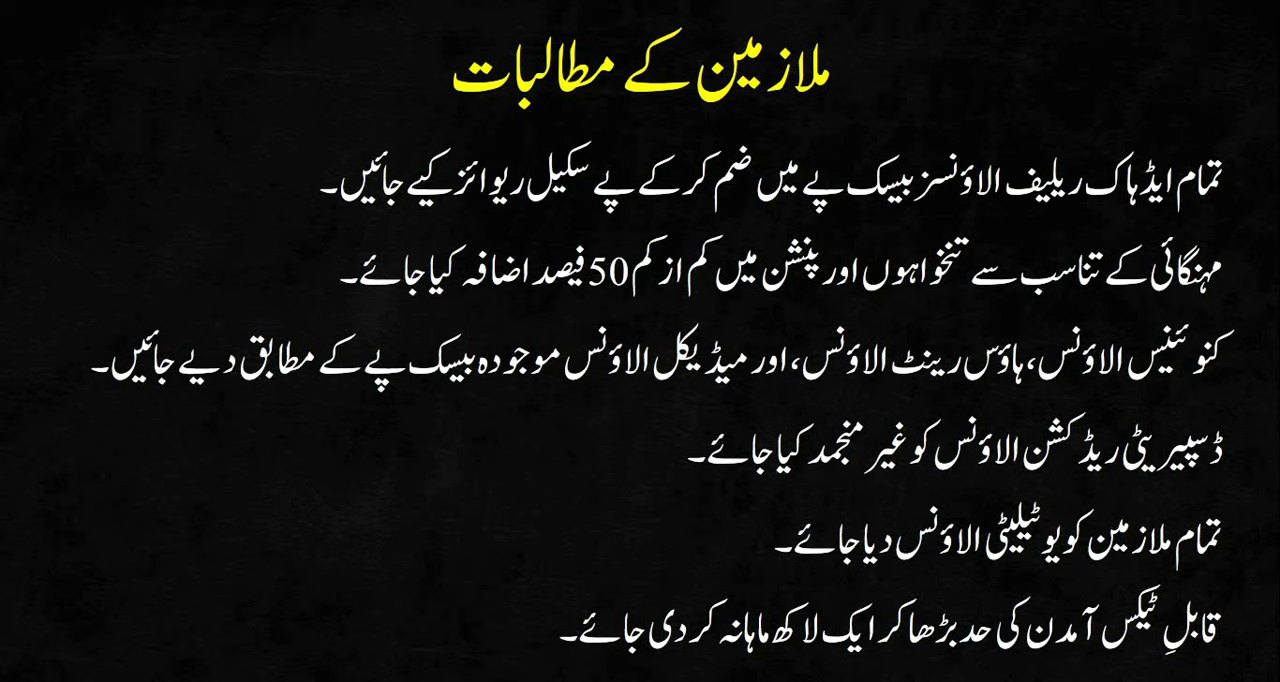 ملازمین کے مطالبات
تمام ایڈہاک ریلیف الاؤنسز بیسک پے میں ضم کر کے پے سکیل ریوائز کیے جائیں۔
مہنگائی کے تناسب سے تنخواہوں اور پنشن میں کم از کم 50 فیصد اضافہ کیا جائے۔
کنوئنیس الاؤنس، ہاؤس رینٹ الاؤنس، اور میڈیکل الاؤنس موجودہ بیسک پے کے مطابق دیے جائیں۔
ڈسپیریٹی ریڈکشن الاؤنس کو غیر منجمد کیا جائے۔
تمام ملازمین کو یوٹیلیٹی الاؤنس دیا جائے۔
قابلِ ٹیکس آمدن کی حد بڑھا کر ایک لاکھ ماہانہ کر دی جائے۔